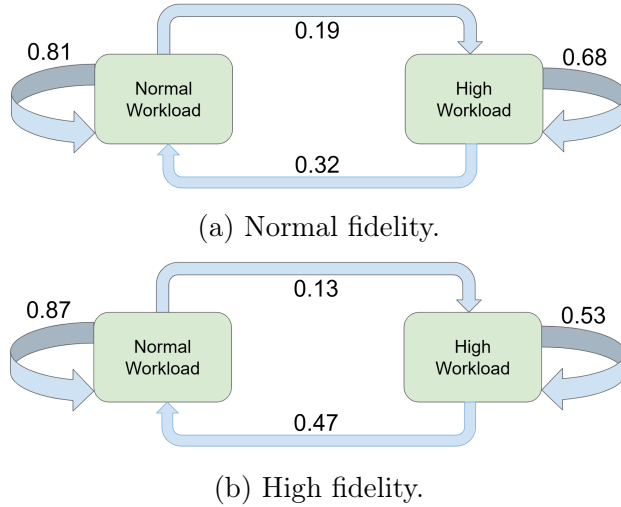 0.81
0.19
0.68
Normal
Workload
High
Workload
0.32
(a) Normal fidelity.
0.87
0.13
0.53
Normal
Workload
High
Workload
0.47
(b) High fidelity.